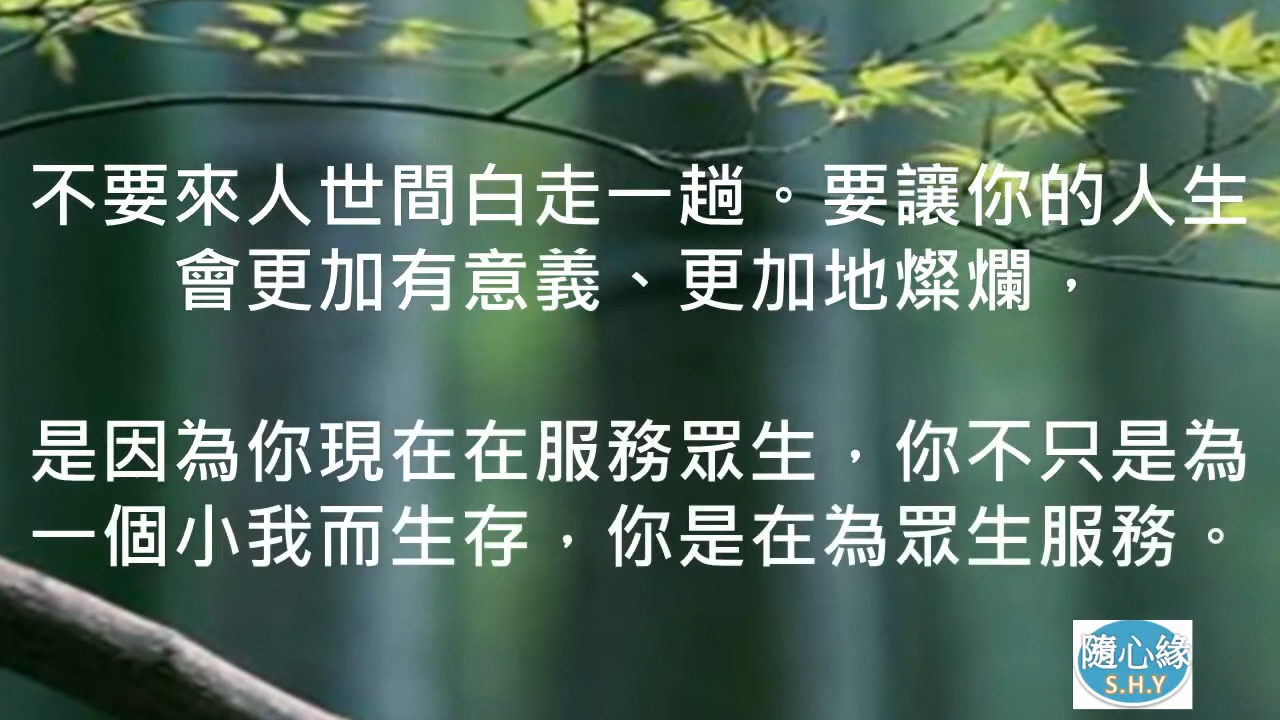 不要來人世間白走一趟。要讓你的人生
會更加有意義、更加地燦爛，
是因為你現在在服務眾生，你不只是為
一個小我而生存，你是在為眾生服務。
隨心緣
S.H.Y